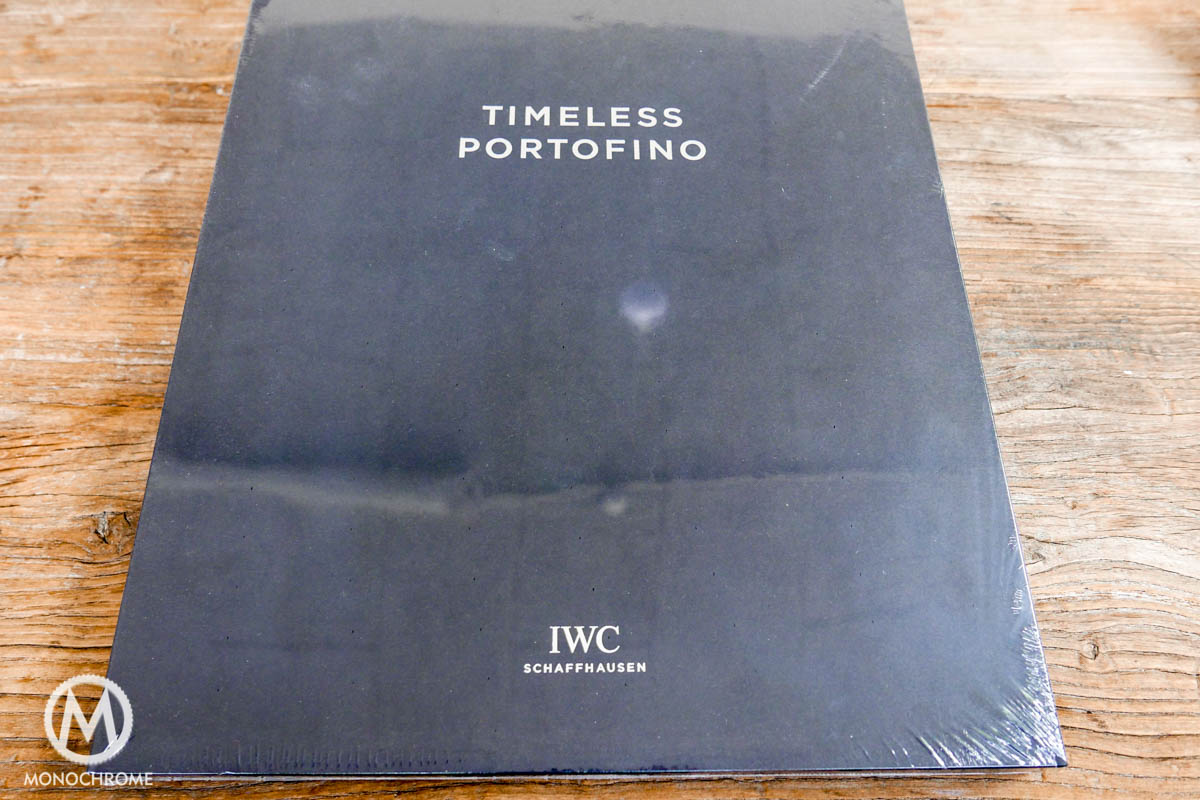 TIMELESS
PORTOFINO
IWC
SCHAFFHAUSEN
M
MONOCHROME